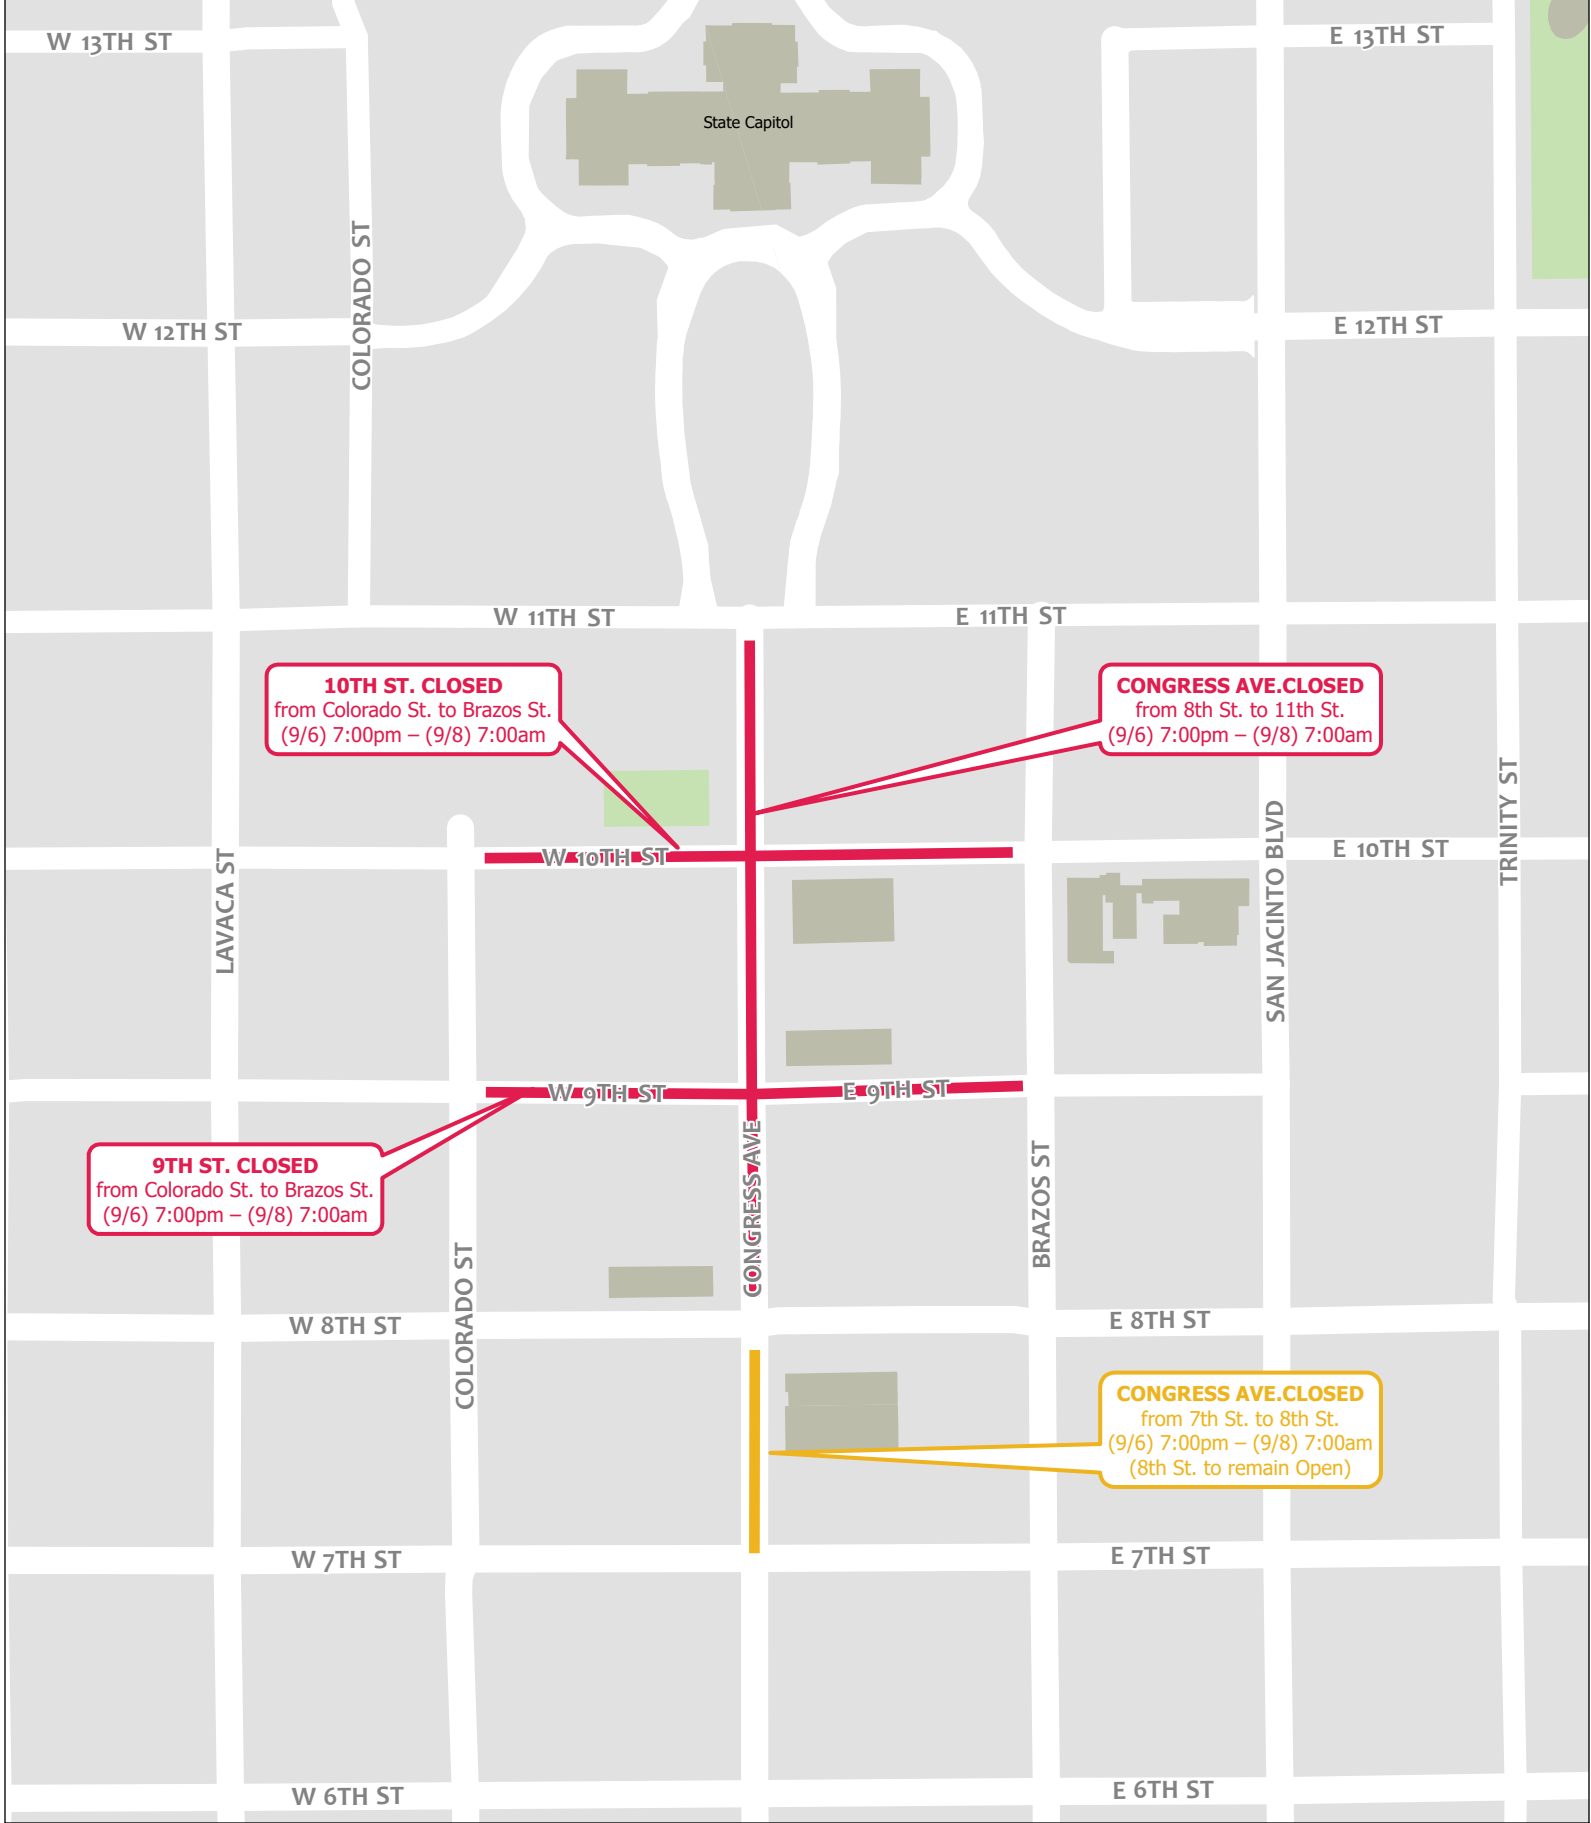 W 13TH ST
E 13TH ST
State Capitol
COLORADO ST
W 12TH ST
E 12TH ST
W 11TH ST
E 11TH ST
10TH ST. CLOSED
from Colorado St. to Brazos St.
(9/6) 7:00pm – (9/8) 7:00am
CONGRESS AVE.CLOSED
from 8th St. to 11th St.
(9/6) 7:00pm – (9/8) 7:00am
TRINITY ST
LAVACA ST
W 10TH ST
E 10TH ST
SAN JACINTO BLVD
W 9TH ST
E 9TH ST
9TH ST. CLOSED
from Colorado St. to Brazos St.
(9/6) 7:00pm – (9/8) 7:00am
CONGRESS AVE
BRAZOS ST
COLORADO ST
W 8TH ST
E 8TH ST
CONGRESS AVE.CLOSED
from 7th St. to 8th St.
(9/6) 7:00pm – (9/8) 7:00am
(8th St. to remain Open)
W 7TH ST
E 7TH ST
W 6TH ST
E 6TH ST